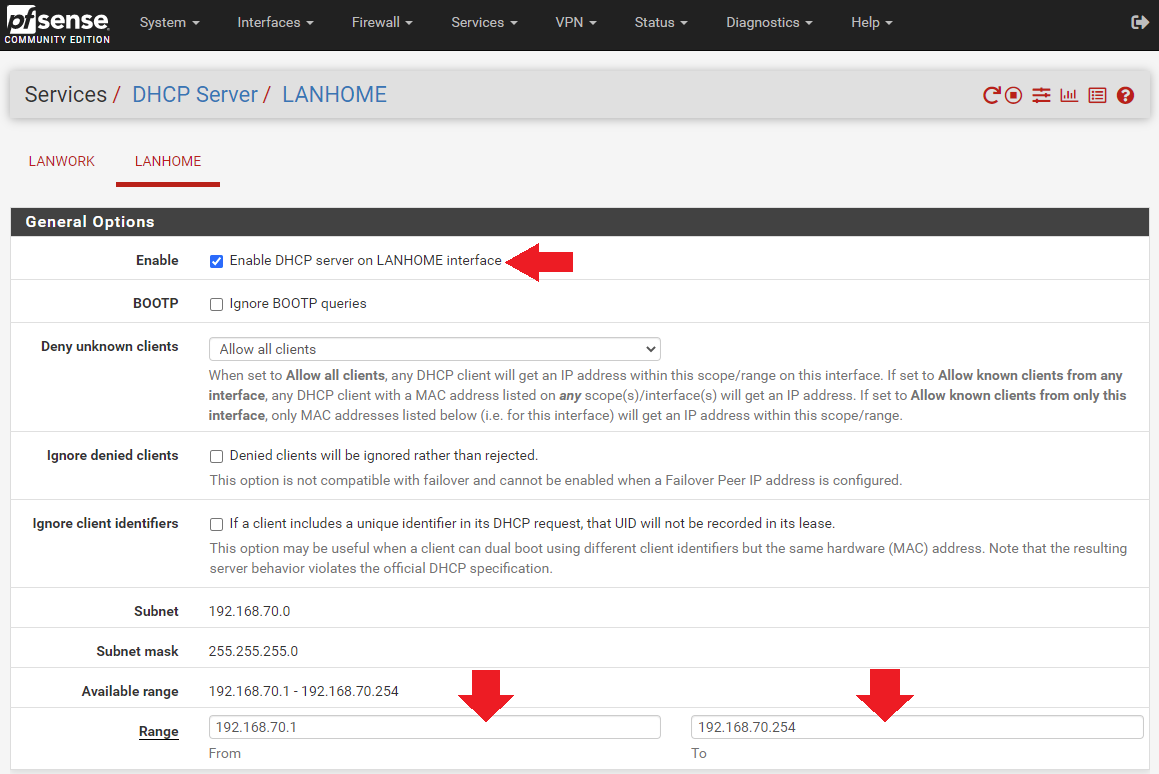 pfsense
COMMUNITY EDITION
System Interfaces Firewall Services VPN Status Diagnostics Help
Services / DHCP Server / LANHOME
LANWORK LANHOME
General Options
Enable Enable DHCP server on LANHOME interface
BOOTP Ignore BOOTP queries
Deny unknown clients Allow all clients
When set to Allow all clients, any DHCP client will get an IP address within this scope/range on this interface. If set to Allow known clients from any
interface, any DHCP client with a MAC address listed on any scope(s)/interface(s) will get an IP address. If set to Allow known clients from only this
interface, only MAC addresses listed below (i.e. for this interface) will get an IP address within this scope/range.
Ignore denied clients Denied clients will be ignored rather than rejected.
This option is not compatible with failover and cannot be enabled when a Failover Peer IP address is configured.
Ignore client identifiers If a client includes a unique identifier in its DHCP request, that UID will not be recorded in its lease.
This option may be useful when a client can dual boot using different client identifiers but the same hardware (MAC) address. Note that the resulting
server behavior violates the official DHCP specification.
Subnet 192.168.70.0
Subnet mask 255.255.255.0
Available range 192.168.70.1 - 192.168.70.254
Range 192.168.70.1 192.168.70.254
From To